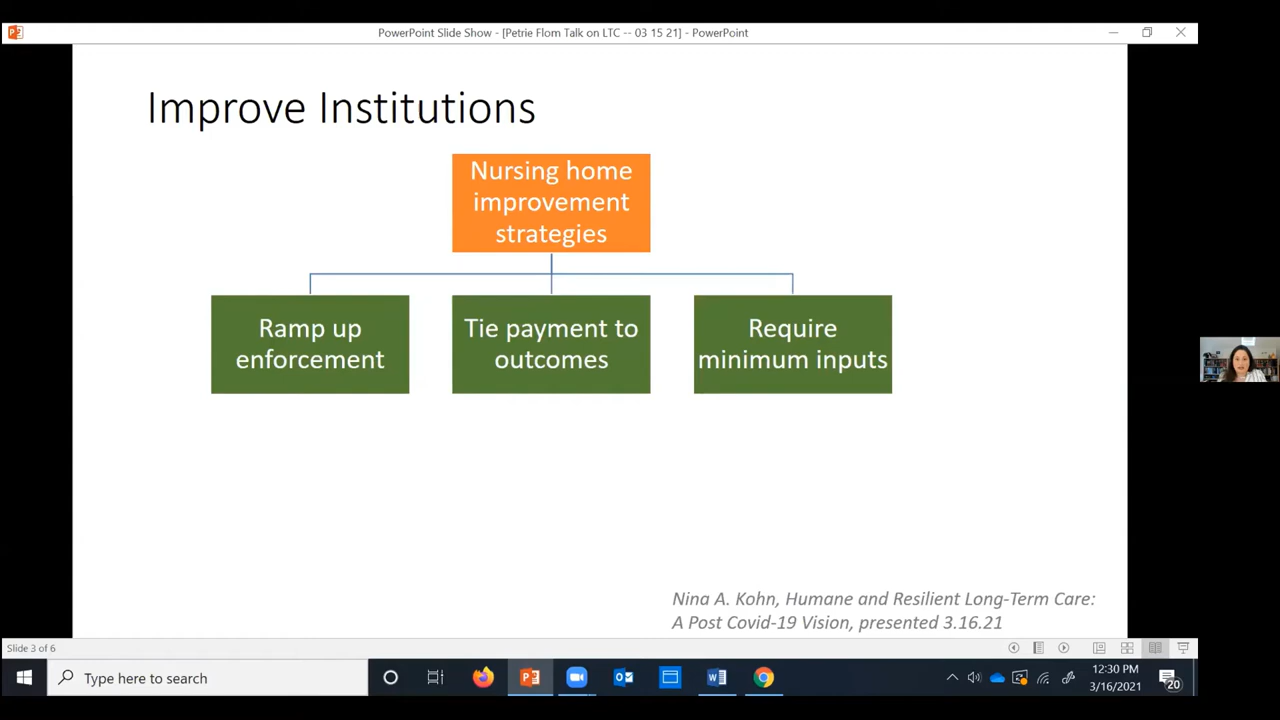 PowerPoint Slide Show - [Petrie Flom Talk on LTC -- 03 15 21] - PowerPoint
Improve Institutions
Nursing home
improvement
strategies
Ramp up
enforcement
Tie payment to
outcomes
Require
minimum inputs
Nina A. Kohn, Humane and Resilient Long-Term Care:
A Post Covid-19 Vision, presented 3.16.21
Slide 3 of 6
Type here to search
12:30 PM
3/16/2021
20